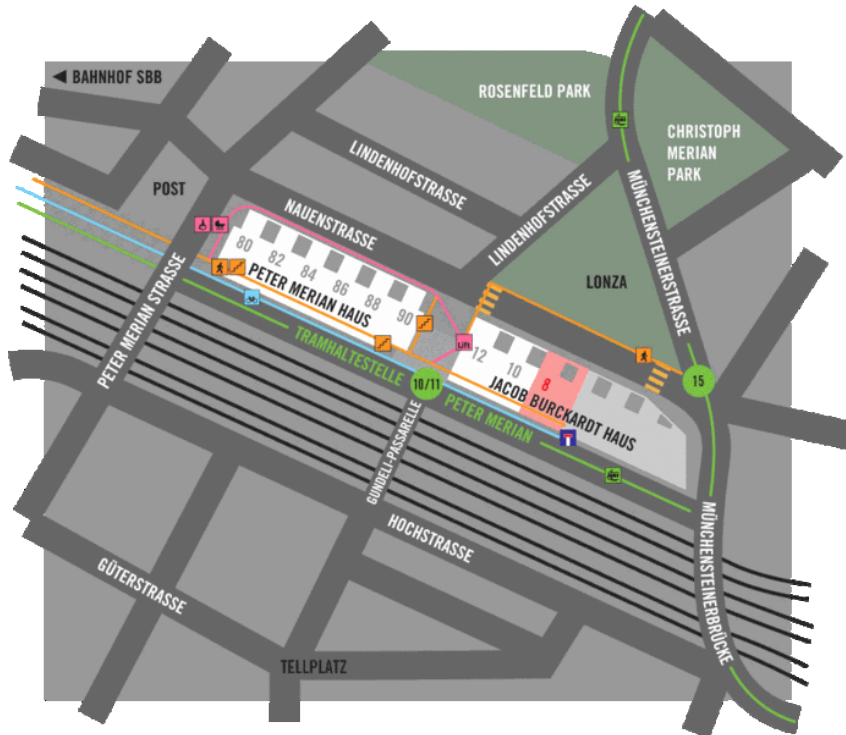 BAHNHOF SBB
ROSENFELD PARK
CHRISTOPH
MERIAN
PARK
LINDENHOFSTRASSE
POST
NAUENSTRASSE
LINDENHOFSTRASSE
MÜNCHENSTEINERSTRASSE
80
82
84
86
88
90
PETER MERIAN HAUS
LONZA
PETER MERIAN STRASSE
TRAMHALTESTELLE
LIFT
12
10
8
10/11
15
JACOB BURCKARDT HAUS
PETER MERIAN
GUNDELI-PASSARELLE
HOCHSTRASSE
MÜNCHENSTEINERBRÜCKE
GÜTERSTRASSE
TELLPLATZ